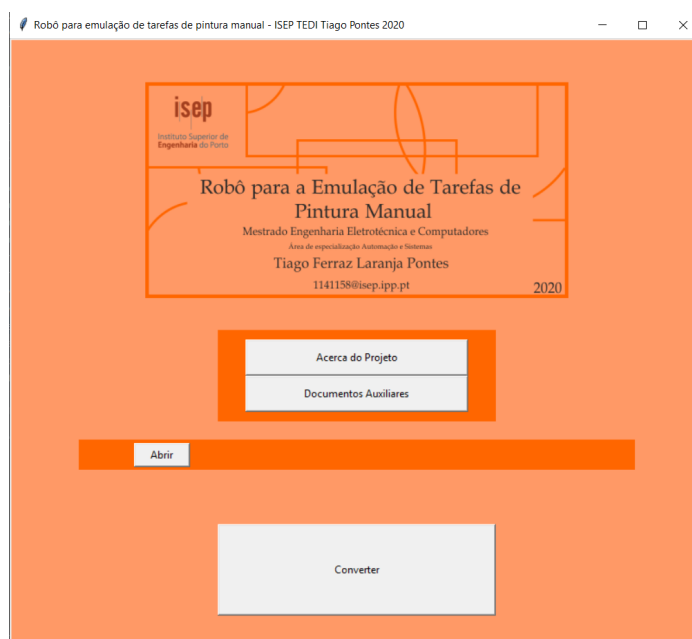 Robô para emulação de tarefas de pintura manual - ISEP TEDI Tiago Pontes 2020
isep
Instituto Superior de
Engenharia do Porto
Robô para a Emulação de Tarefas de
Pintura Manual
Mestrado Engenharia Eletrotécnica e Computadores
Área de especialização Automação e Sistemas
Tiago Ferraz Laranja Pontes
1141158@isep.ipp.pt
2020
Acerca do Projeto
Documentos Auxiliares
Abrir
Converter